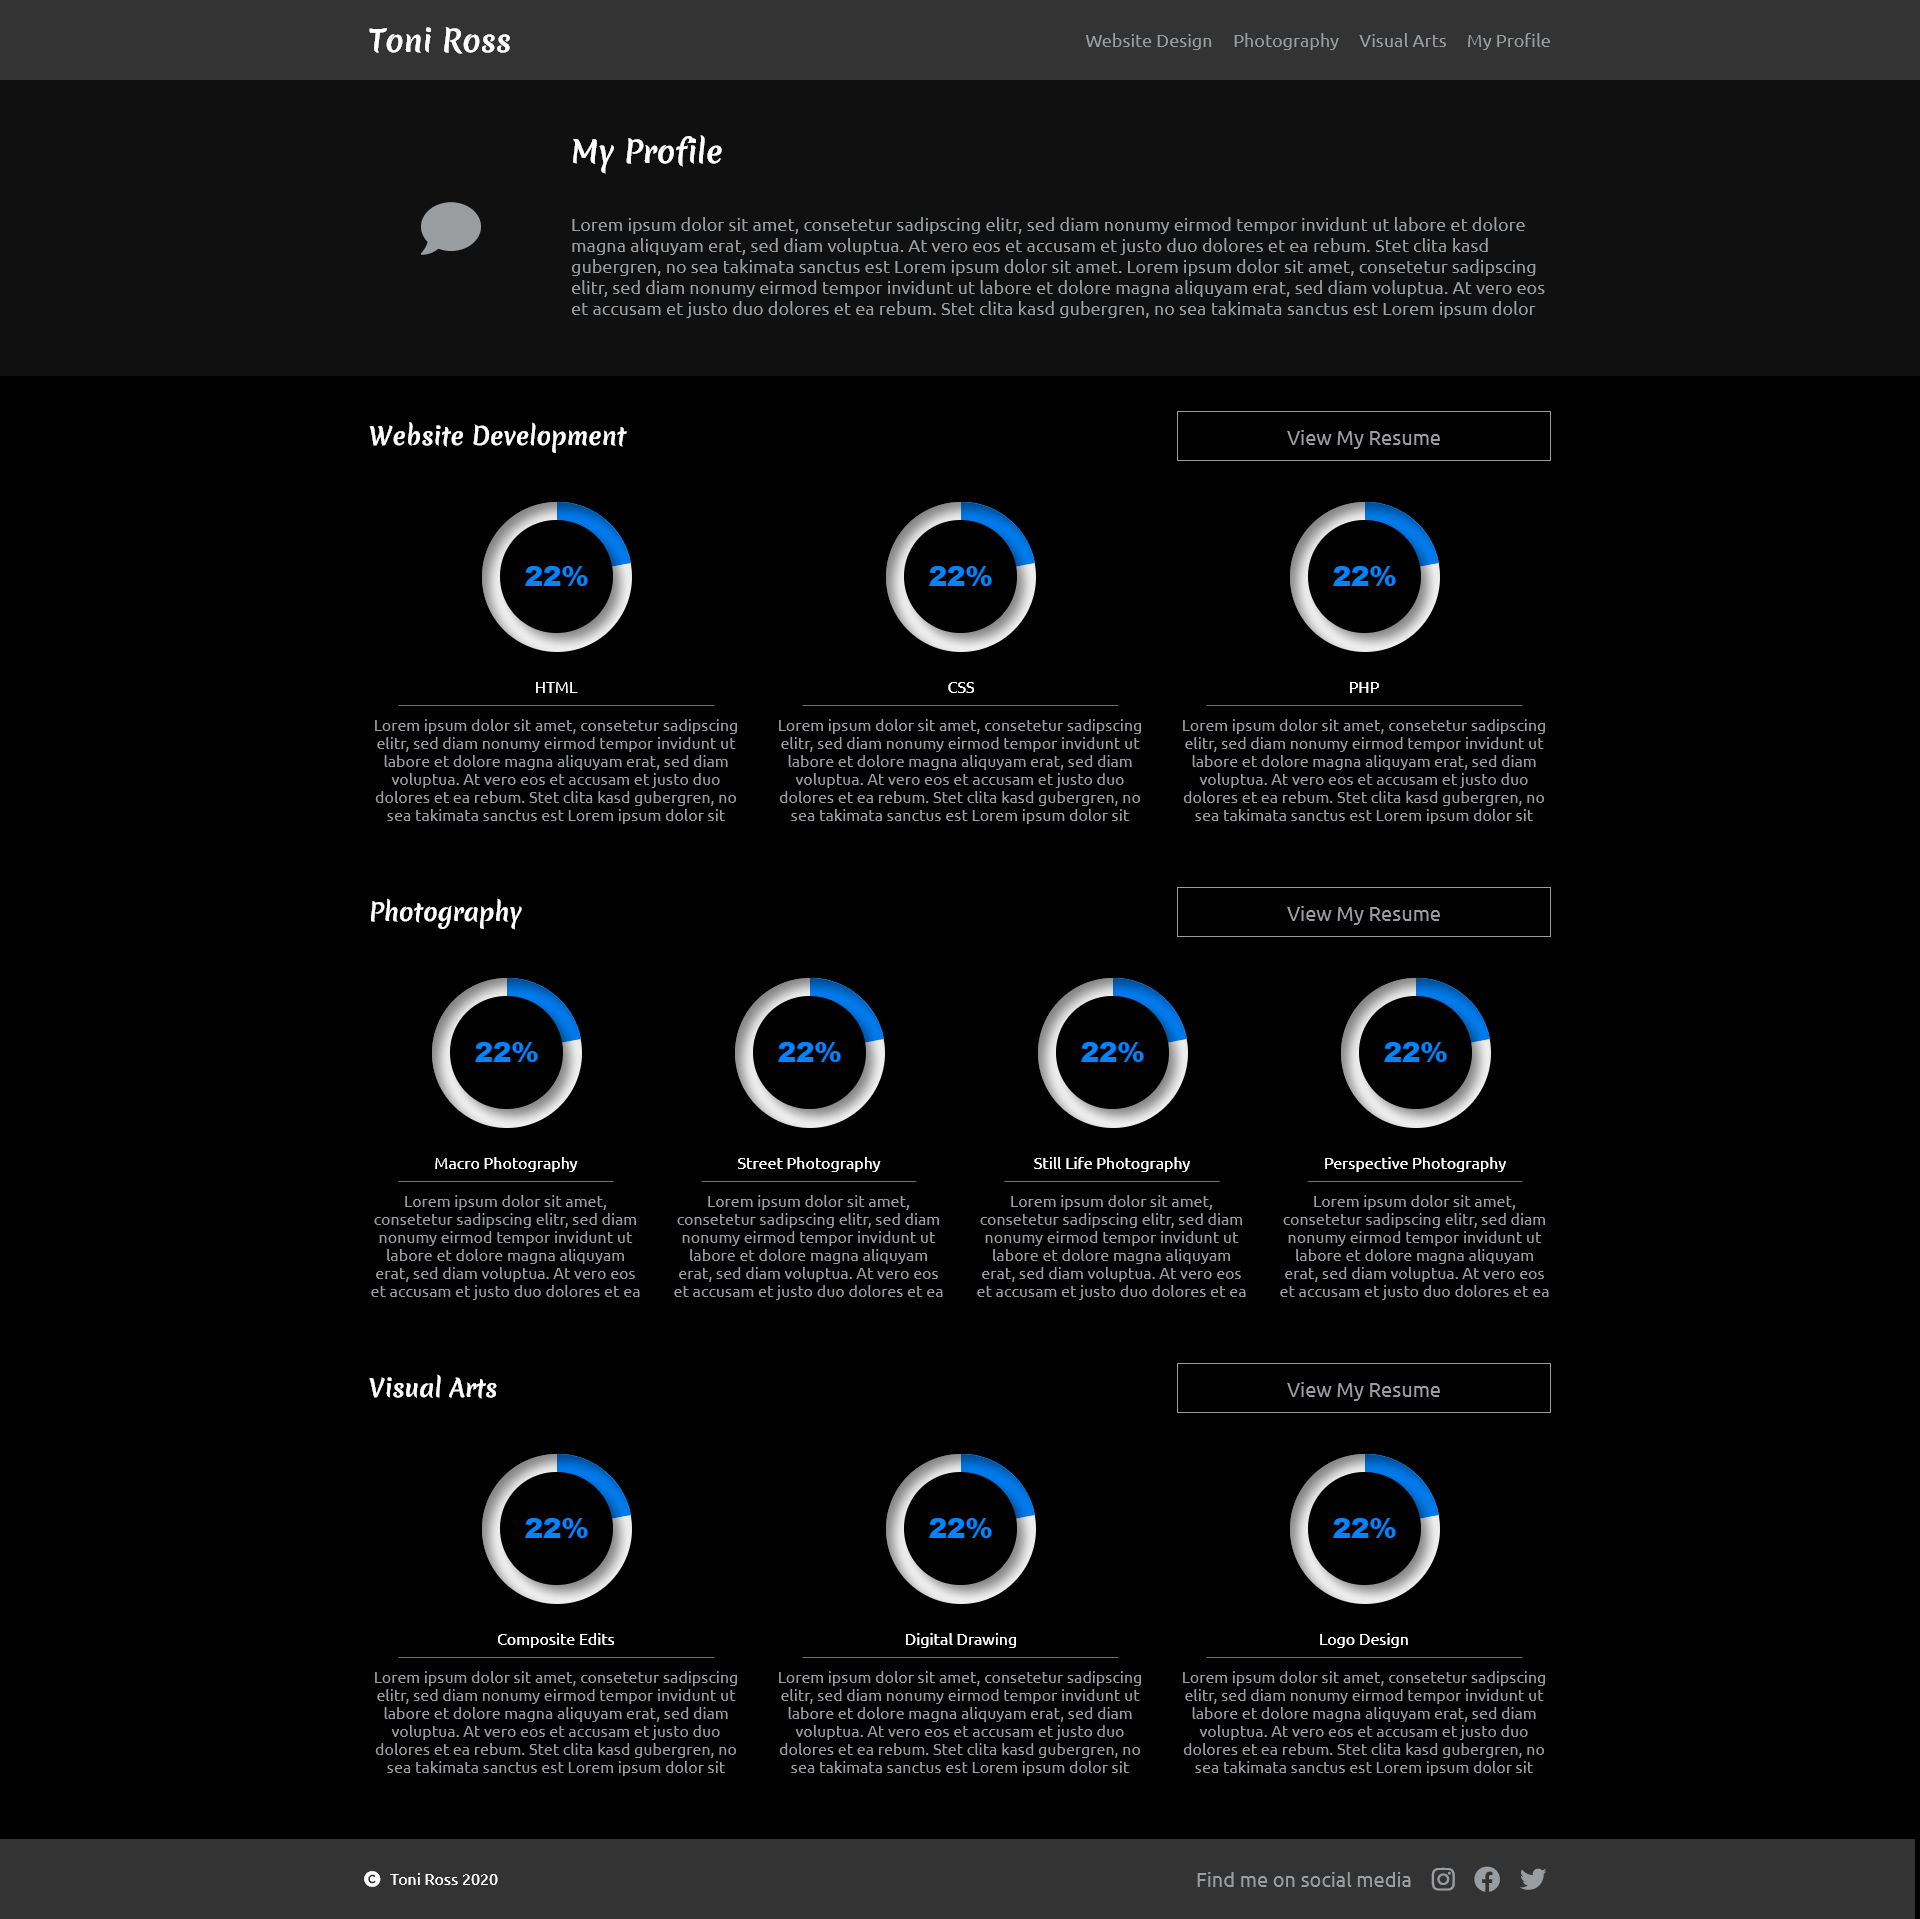 Toni Ross
Website Design Photography Visual Arts My Profile
My Profile
Lorem ipsum dolor sit amet, consetetur sadipscing elitr, sed diam nonumy eirmod tempor invidunt ut labore et dolore
magna aliquyam erat, sed diam voluptua. At vero eos et accusam et justo duo dolores et ea rebum. Stet clita kasd
gubergren, no sea takimata sanctus est Lorem ipsum dolor sit amet. Lorem ipsum dolor sit amet, consetetur sadipscing
elitr, sed diam nonumy eirmod tempor invidunt ut labore et dolore magna aliquyam erat, sed diam voluptua. At vero eos
et accusam et justo duo dolores et ea rebum. Stet clita kasd gubergren, no sea takimata sanctus est Lorem ipsum dolor
Website Development
View My Resume
22%
HTML
Lorem ipsum dolor sit amet, consetetur sadipscing
elitr, sed diam nonumy eirmod tempor invidunt ut
labore et dolore magna aliquyam erat, sed diam
voluptua. At vero eos et accusam et justo duo
dolores et ea rebum. Stet clita kasd gubergren, no
sea takimata sanctus est Lorem ipsum dolor sit
22%
CSS
Lorem ipsum dolor sit amet, consetetur sadipscing
elitr, sed diam nonumy eirmod tempor invidunt ut
labore et dolore magna aliquyam erat, sed diam
voluptua. At vero eos et accusam et justo duo
dolores et ea rebum. Stet clita kasd gubergren, no
sea takimata sanctus est Lorem ipsum dolor sit
22%
PHP
Lorem ipsum dolor sit amet, consetetur sadipscing
elitr, sed diam nonumy eirmod tempor invidunt ut
labore et dolore magna aliquyam erat, sed diam
voluptua. At vero eos et accusam et justo duo
dolores et ea rebum. Stet clita kasd gubergren, no
sea takimata sanctus est Lorem ipsum dolor sit
Photography
View My Resume
22%
Macro Photography
Lorem ipsum dolor sit amet,
consetetur sadipscing elitr, sed diam
nonumy eirmod tempor invidunt ut
labore et dolore magna aliquyam
erat, sed diam voluptua. At vero eos
et accusam et justo duo dolores et ea
22%
Street Photography
Lorem ipsum dolor sit amet,
consetetur sadipscing elitr, sed diam
nonumy eirmod tempor invidunt ut
labore et dolore magna aliquyam
erat, sed diam voluptua. At vero eos
et accusam et justo duo dolores et ea
22%
Still Life Photography
Lorem ipsum dolor sit amet,
consetetur sadipscing elitr, sed diam
nonumy eirmod tempor invidunt ut
labore et dolore magna aliquyam
erat, sed diam voluptua. At vero eos
et accusam et justo duo dolores et ea
22%
Perspective Photography
Lorem ipsum dolor sit amet,
consetetur sadipscing elitr, sed diam
nonumy eirmod tempor invidunt ut
labore et dolore magna aliquyam
erat, sed diam voluptua. At vero eos
et accusam et justo duo dolores et ea
Visual Arts
View My Resume
22%
Composite Edits
Lorem ipsum dolor sit amet, consetetur sadipscing
elitr, sed diam nonumy eirmod tempor invidunt ut
labore et dolore magna aliquyam erat, sed diam
voluptua. At vero eos et accusam et justo duo
dolores et ea rebum. Stet clita kasd gubergren, no
sea takimata sanctus est Lorem ipsum dolor sit
22%
Digital Drawing
Lorem ipsum dolor sit amet, consetetur sadipscing
elitr, sed diam nonumy eirmod tempor invidunt ut
labore et dolore magna aliquyam erat, sed diam
voluptua. At vero eos et accusam et justo duo
dolores et ea rebum. Stet clita kasd gubergren, no
sea takimata sanctus est Lorem ipsum dolor sit
22%
Logo Design
Lorem ipsum dolor sit amet, consetetur sadipscing
elitr, sed diam nonumy eirmod tempor invidunt ut
labore et dolore magna aliquyam erat, sed diam
voluptua. At vero eos et accusam et justo duo
dolores et ea rebum. Stet clita kasd gubergren, no
sea takimata sanctus est Lorem ipsum dolor sit
© Toni Ross 2020
Find me on social media